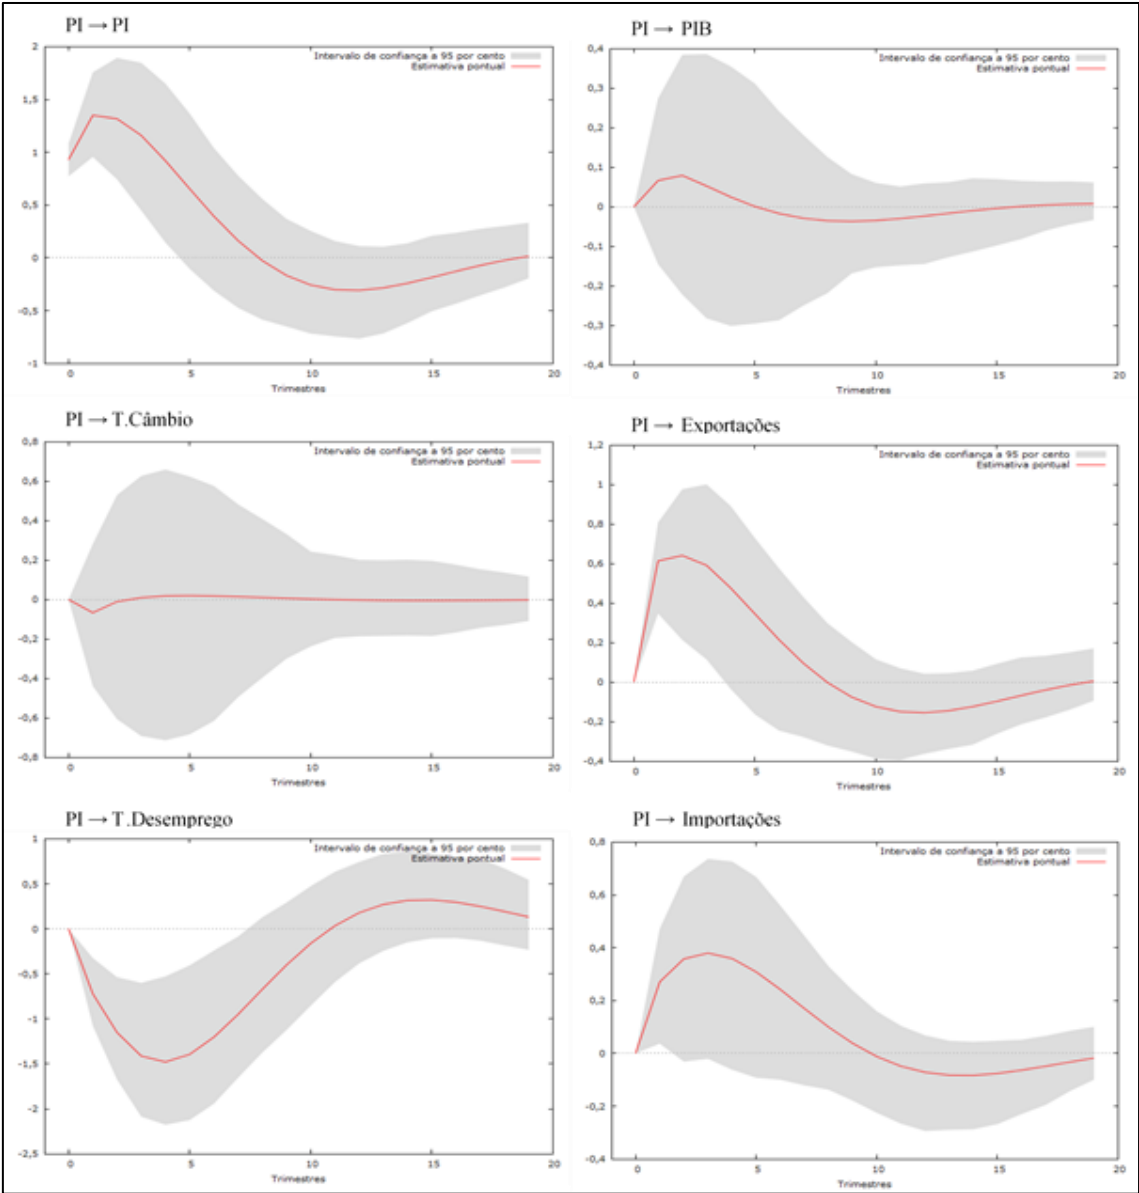 PI → PI
Intervalo de confiança a 95 por cento
Estimativa pontual
2
1,5
1
0,5
0
-0,5
-1
0 5 10 15 20
Trimestres
PI → PIB
Intervalo de confiança a 95 por cento
Estimativa pontual
0,4
0,3
0,2
0,1
0
-0,1
-0,2
-0,3
-0,4
0 5 10 15 20
Trimestres
PI → T.Câmbio
Intervalo de confiança a 95 por cento
Estimativa pontual
0,8
0,6
0,4
0,2
0
-0,2
-0,4
-0,6
-0,8
0 5 10 15 20
Trimestres
PI → Exportações
Intervalo de confiança a 95 por cento
Estimativa pontual
1,2
1
0,8
0,6
0,4
0,2
0
-0,2
-0,4
0 5 10 15 20
Trimestres
PI → T.Desemprego
Intervalo de confiança a 95 por cento
Estimativa pontual
1
0,5
0
-0,5
-1
-1,5
-2
-2,5
0 5 10 15 20
Trimestres
PI → Importações
Intervalo de confiança a 95 por cento
Estimativa pontual
0,8
0,6
0,4
0,2
0
-0,2
-0,4
0 5 10 15 20
Trimestres